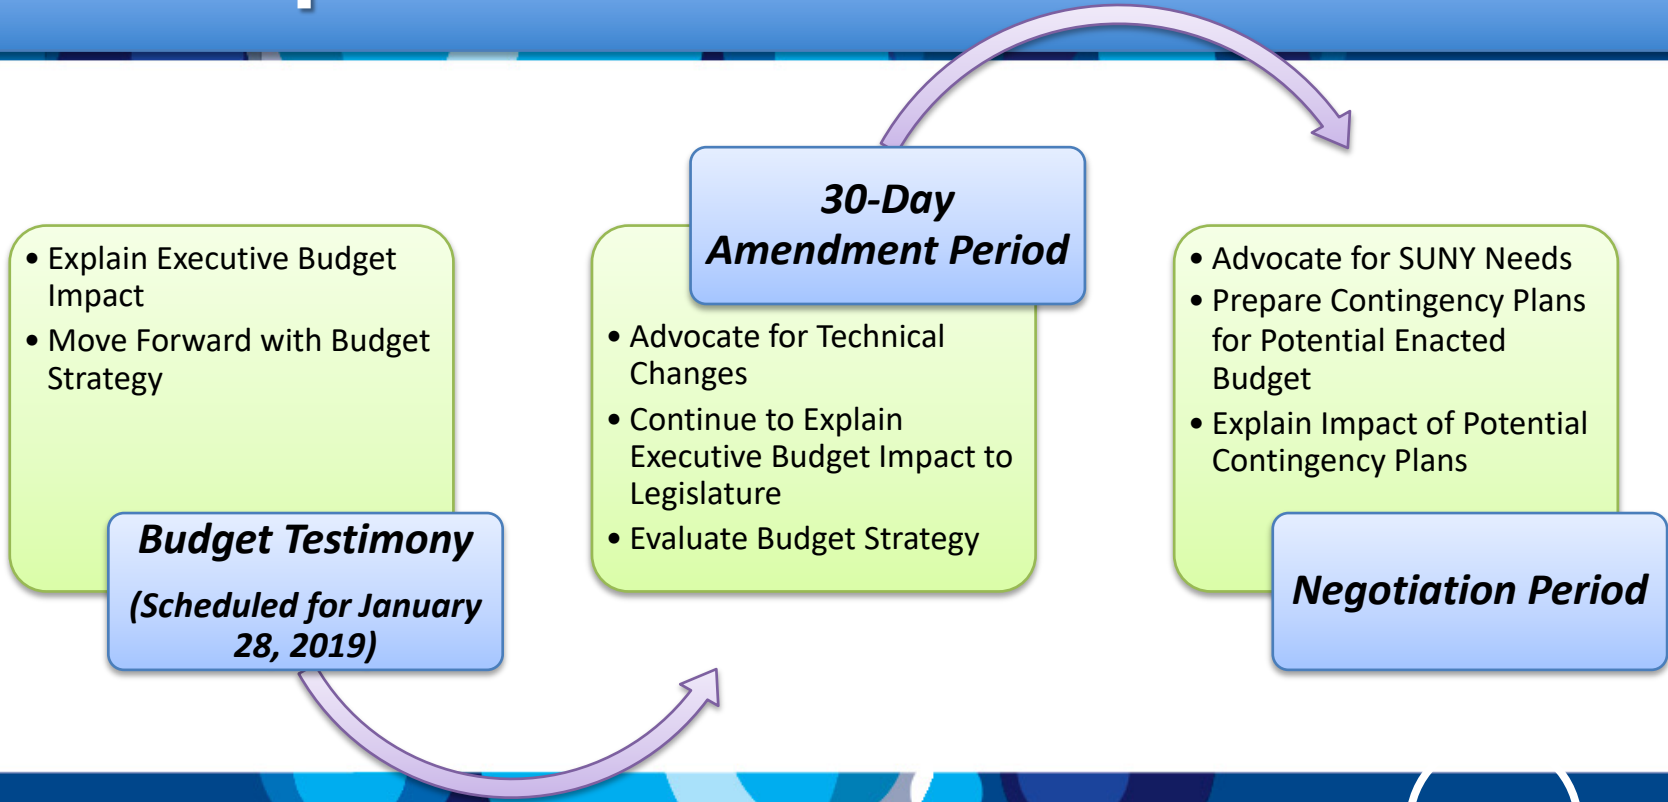 • Explain Executive Budget
Impact
• Move Forward with Budget
Strategy
Budget Testimony
(Scheduled for January
28, 2019)
30-Day
Amendment Period
• Advocate for Technical
Changes
• Continue to Explain
Executive Budget Impact to
Legislature
• Evaluate Budget Strategy
• Advocate for SUNY Needs
• Prepare Contingency Plans
for Potential Enacted
Budget
• Explain Impact of Potential
Contingency Plans
Negotiation Period